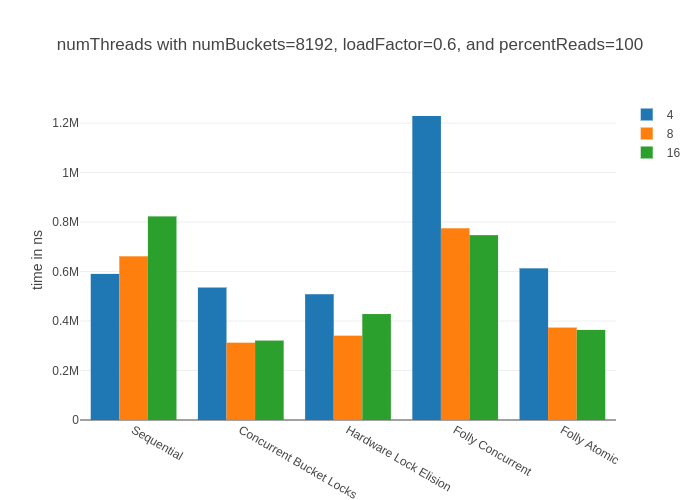 numThreads with numBuckets=8192, loadFactor=0.6, and percentReads=100
4
8
16
time in ns
1.2M
1M
0.8M
0.6M
0.4M
0.2M
0
Sequential
Concurrent Bucket Locks
Hardware Lock Elision
Folly Concurrent
Folly Atomic